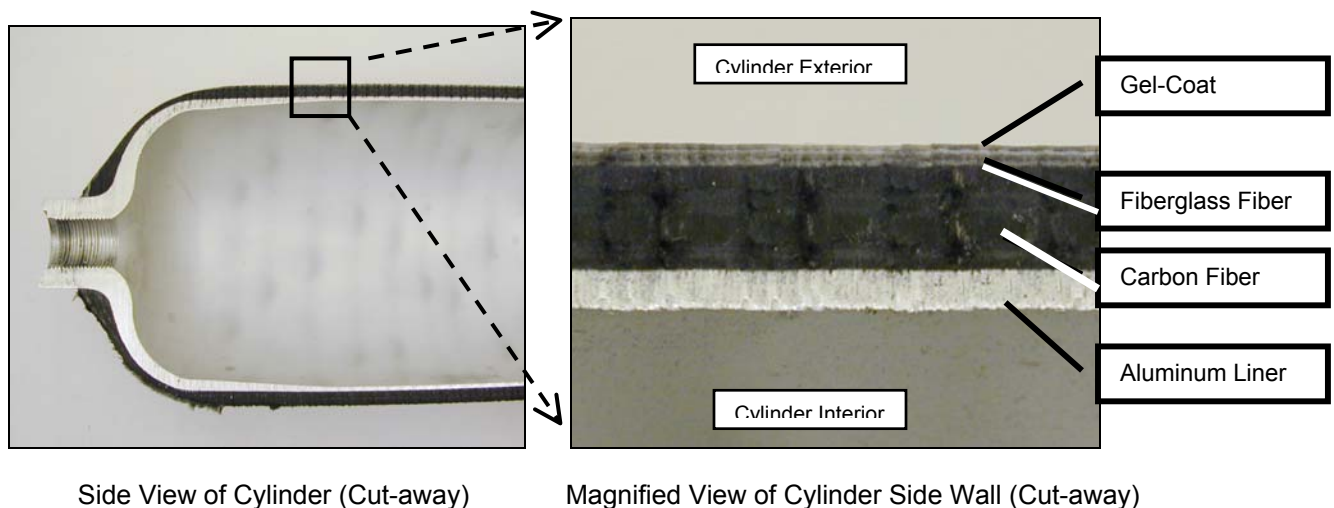 Cylinder Exterior
Gel-Coat
Fiberglass Fiber
Carbon Fiber
Aluminum Liner
Cylinder Interior
Side View of Cylinder (Cut-away)
Magnified View of Cylinder Side Wall (Cut-away)